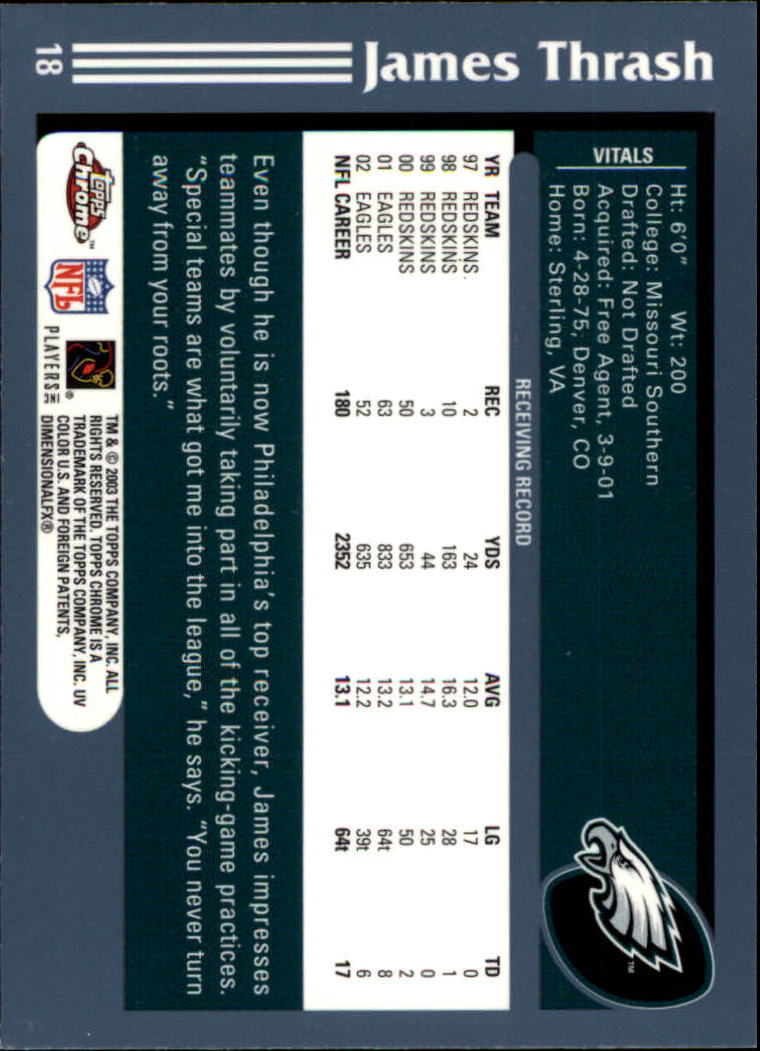 James Thrash
18
VITALS
Ht: 6'0" Wt: 200
College: Missouri Southern
Drafted: Not Drafted
Acquired: Free Agent, 3-9-01
Born: 4-28-75, Denver, CO
Home: Sterling, VA
RECEIVING RECORD
YR TEAM REC YDS AVG LG TD
97 REDSKINS. 2 24 12.0 17 0
98 REDSKINS 10 163 16.3 28 1
99 REDSKINS 3 44 14.7 25 0
00 REDSKINS 50 653 13.1 50 2
01 EAGLES 63 833 13.2 64t 8
02 EAGLES 52 635 12.2 39t 6
NFL CAREER 180 2352 13.1 64t 17
Even though he is now Philadelphia's top receiver, James impresses
teammates by voluntarily taking part in all of the kicking-game practices.
"Special teams are what got me into the league," he says. "You never turn
away from your roots."
topps Chrome™
NFL
PLAYERS INC
®
TM & © 2003 THE TOPPS COMPANY, INC. ALL
RIGHTS RESERVED. TOPPS CHROME IS A
TRADEMARK OF THE TOPPS COMPANY, INC. UV
COLOR U.S. AND FOREIGN PATENTS,
DIMENSIONALFX®
TM